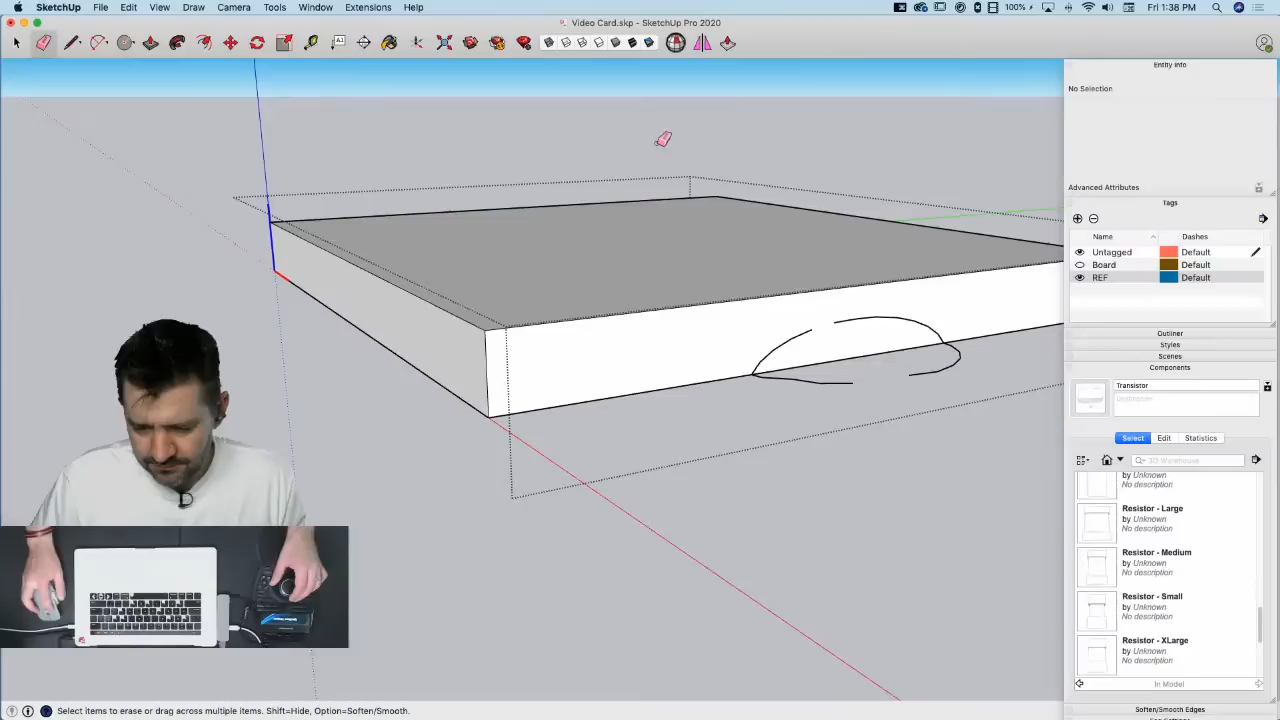 SketchUp File Edit View Draw Camera Tools Window Extensions Help
100% Fri 1:38 PM
Video Card.skp - SketchUp Pro 2020
Entity Info
No Selection
Advanced Attributes
Tags
Name Dashes
Untagged Default
Board Default
REF Default
Outliner
Styles
Scenes
Components
Transistor
Description
Select Edit Statistics
3D Warehouse
by Unknown
No description
Resistor - Large
by Unknown
No description
Resistor - Medium
by Unknown
No description
Resistor - Small
by Unknown
No description
Resistor - XLarge
by Unknown
No description
In Model
Soften/Smooth Edges
Select items to erase or drag across multiple items. Shift=Hide, Option=Soften/Smooth.